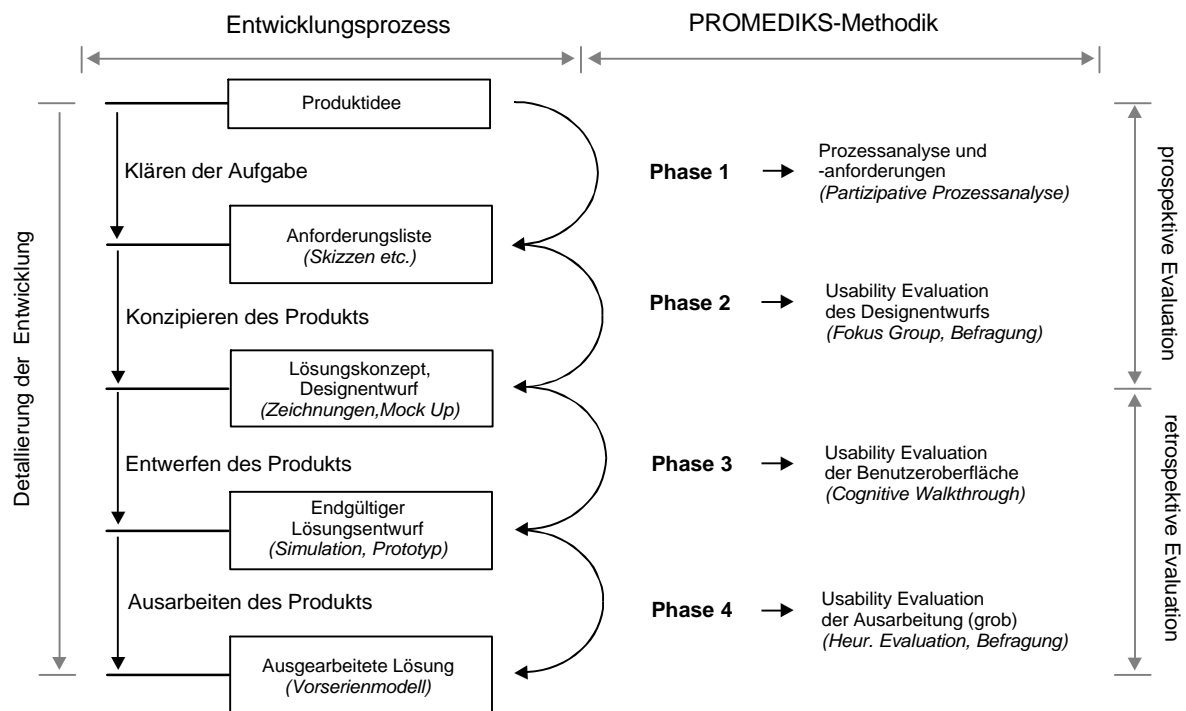 Entwicklungsprozess
PROMEDIKS-Methodik
Produktidee
Klären der Aufgabe
Phase 1
Prozessanalyse und
-anforderungen
(Partizipative Prozessanalyse)
Anforderungsliste
(Skizzen etc.)
Konzipieren des Produkts
Phase 2
Usability Evaluation
des Designentwurfs
(Fokus Group, Befragung)
Lösungskonzept,
Designentwurf
(Zeichnungen,Mock Up)
Entwerfen des Produkts
Phase 3
Usability Evaluation
der Benutzeroberfläche
(Cognitive Walkthrough)
Endgültiger
Lösungsentwurf
(Simulation, Prototyp)
Ausarbeiten des Produkts
Phase 4
Usability Evaluation
der Ausarbeitung (grob)
(Heur. Evaluation, Befragung)
Ausgearbeitete Lösung
(Vorserienmodell)
Detallierung der Entwicklung
prospektive Evaluation
retrospektive Evaluation